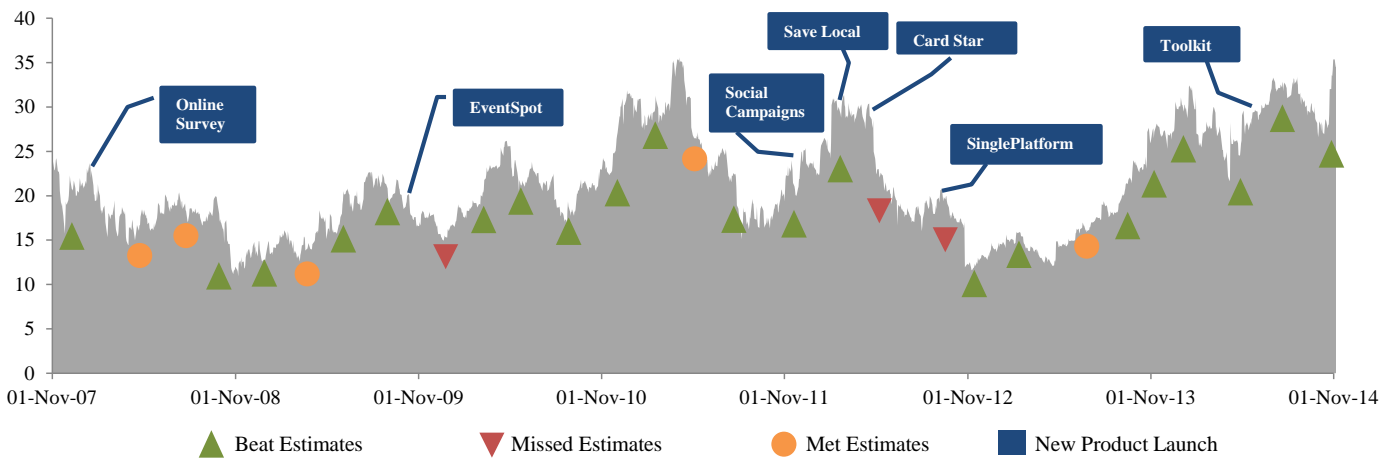 40
35
30
25
20
15
10
5
0
Online
Survey
EventSpot
Social
Campaigns
Save Local
Card Star
SinglePlatform
Toolkit
01-Nov-07
01-Nov-08
01-Nov-09
01-Nov-10
01-Nov-11
01-Nov-12
01-Nov-13
01-Nov-14
Beat Estimates
Missed Estimates
Met Estimates
New Product Launch